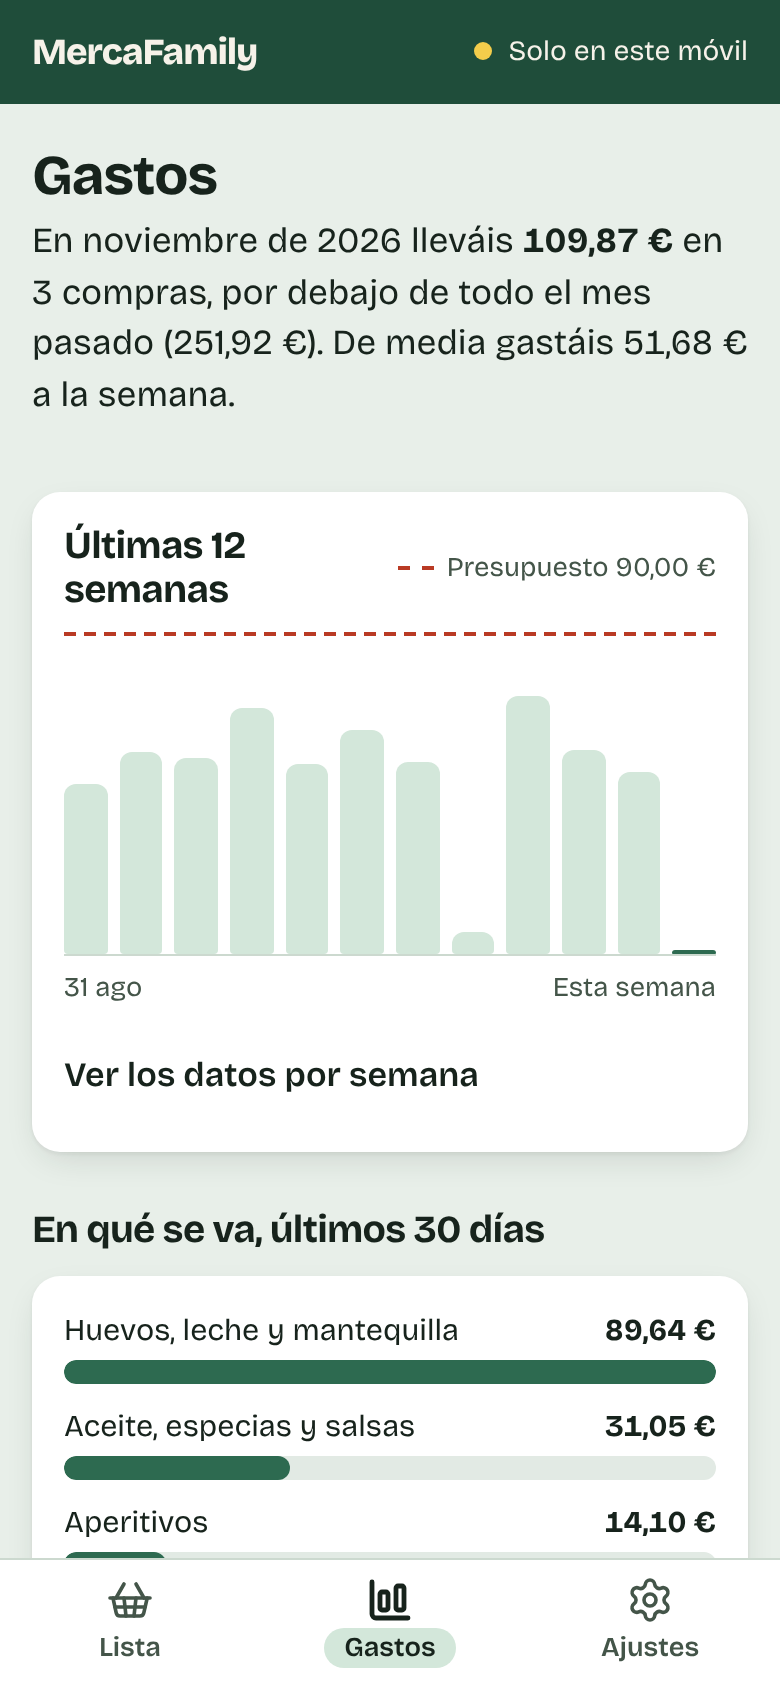 MercaFamily
Solo en este móvil
Gastos
En noviembre de 2026 lleváis 109,87 € en
3 compras, por debajo de todo el mes
pasado (251,92 €). De media gastáis 51,68 €
a la semana.
Últimas 12
semanas
Presupuesto 90,00 €
31 ago
Esta semana
Ver los datos por semana
En qué se va, últimos 30 días
Huevos, leche y mantequilla
89,64 €
Aceite, especias y salsas
31,05 €
Aperitivos
14,10 €
Lista
Gastos
Ajustes